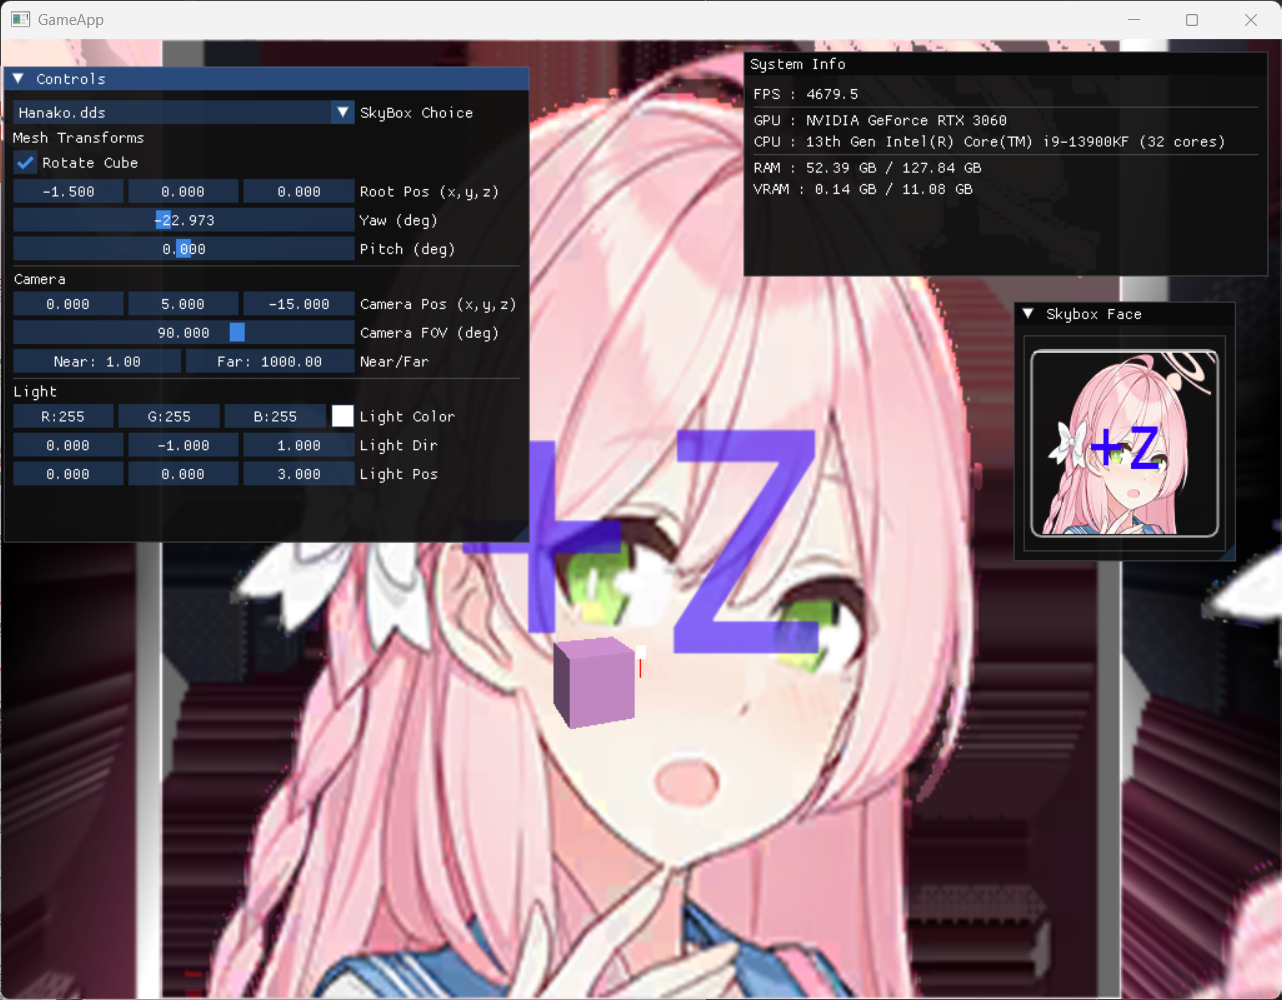 GameApp
Controls
Hanako.dds SkyBox Choice
Mesh Transforms
Rotate Cube
-1.500 0.000 0.000 Root Pos (x,y,z)
-22.973 Yaw (deg)
0.000 Pitch (deg)
Camera
0.000 5.000 -15.000 Camera Pos (x,y,z)
90.000 Camera FOV (deg)
Near: 1.00 Far: 1000.00 Near/Far
Light
R:255 G:255 B:255 Light Color
0.000 -1.000 1.000 Light Dir
0.000 0.000 3.000 Light Pos
System Info
FPS : 4679.5
GPU : NVIDIA GeForce RTX 3060
CPU : 13th Gen Intel(R) Core(TM) i9-13900KF (32 cores)
RAM : 52.39 GB / 127.84 GB
VRAM : 0.14 GB / 11.08 GB
Skybox Face
+Z
+Z